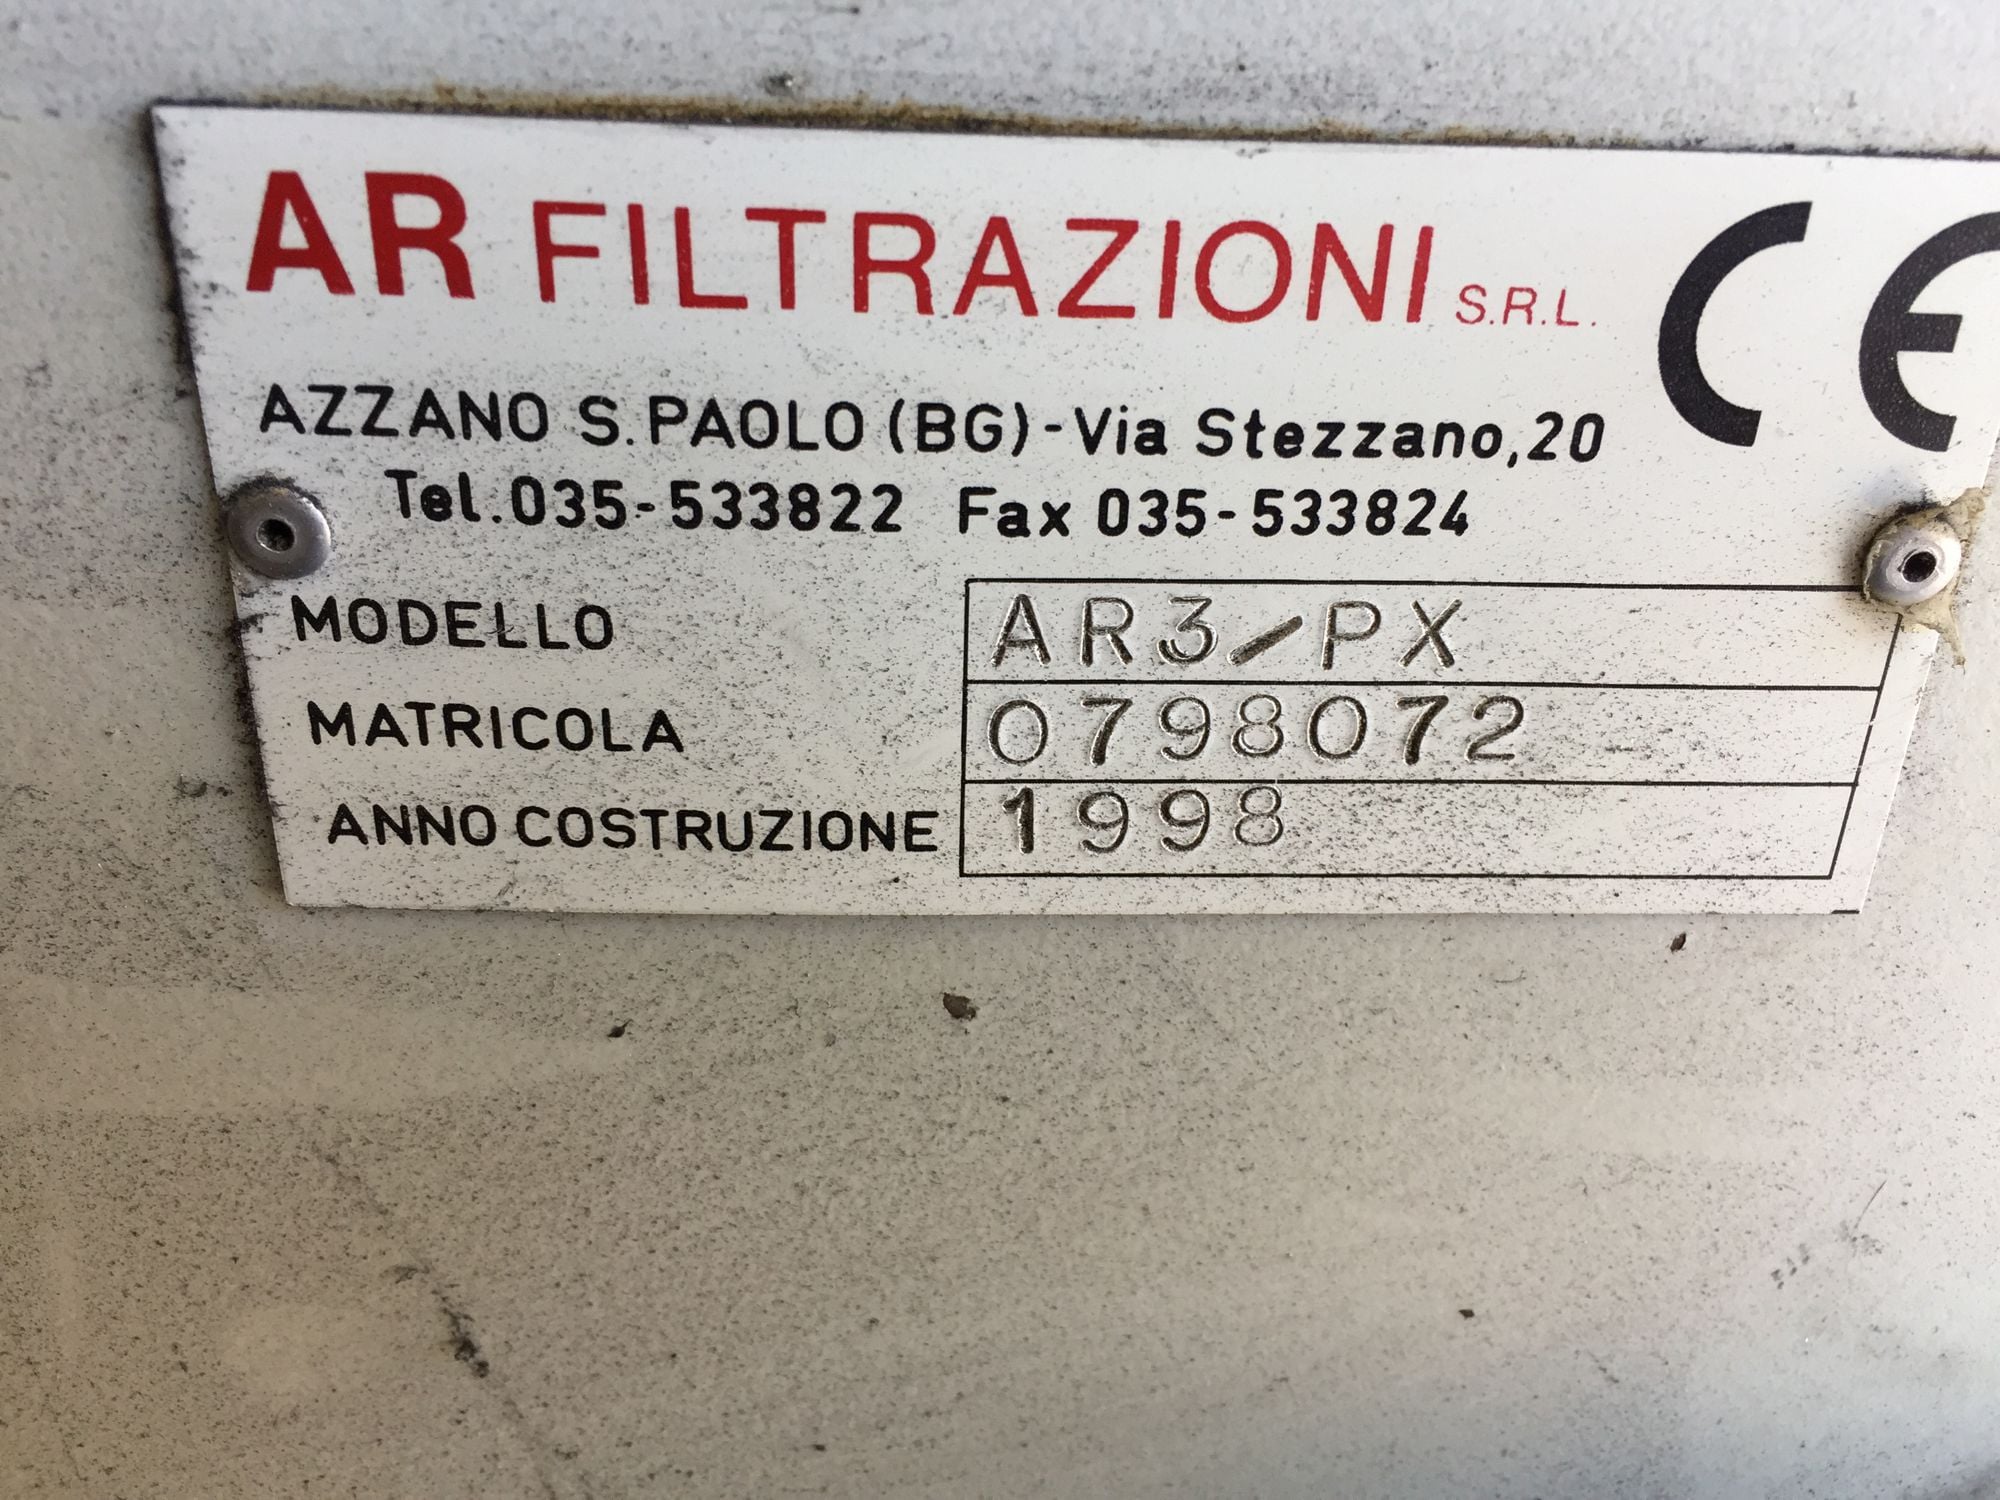 AR FILTRAZIONI S.R.L.
CE
AZZANO S. PAOLO (BG)-Via Stezzano,20
Tel.035-533822 Fax 035-533824
MODELLO AR3/PX
MATRICOLA 0798072
ANNO COSTRUZIONE 1998